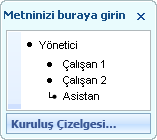 Metninizi buraya girin
Yönetici
Çalışan 1
Çalışan 2
Asistan
Kuruluş Çizelgesi...